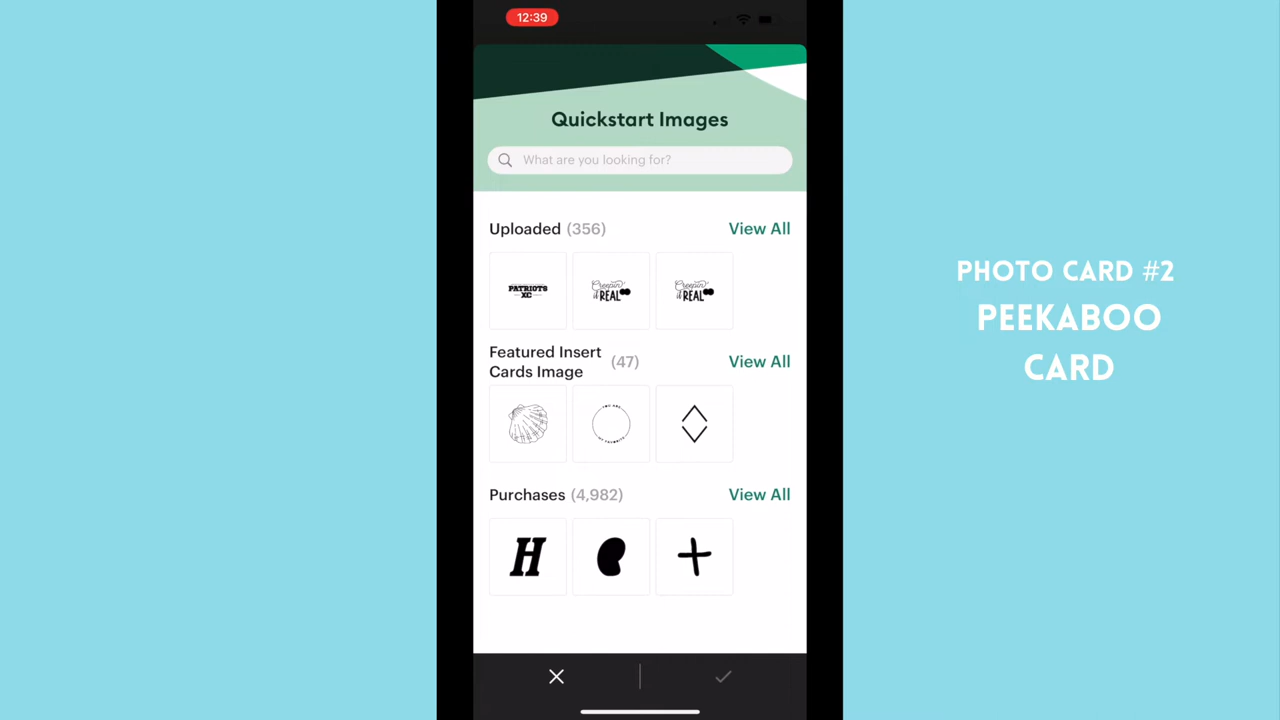 12:39
Quickstart Images
What are you looking for?
Uploaded (356) View All
PATRIOTS
XC
Creepin'
it REAL
Creepin'
it REAL
Featured Insert
Cards Image (47) View All
Purchases (4,982) View All
H
PHOTO CARD #2
PEEKABOO
CARD